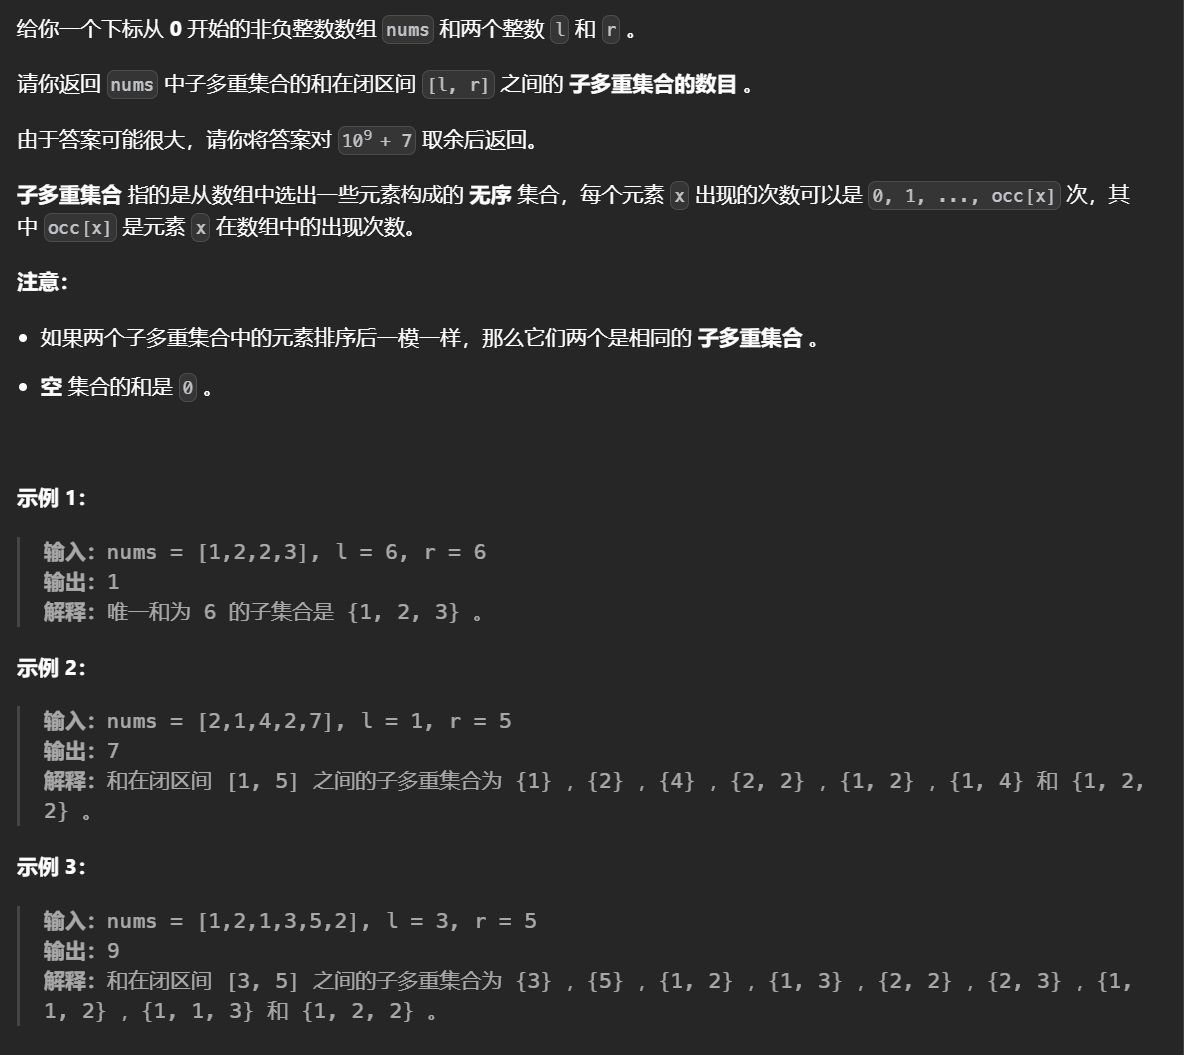 给你一个下标从 0 开始的非负整数数组 nums 和两个整数 l 和 r 。
请你返回 nums 中子多重集合的和在闭区间 [l, r] 之间的 子多重集合的数目 。
由于答案可能很大，请你将答案对 10⁹ + 7 取余后返回。
子多重集合 指的是从数组中选出一些元素构成的 无序 集合，每个元素 x 出现的次数可以是 0, 1, ..., occ[x] 次，其
中 occ[x] 是元素 x 在数组中的出现次数。
注意：
• 如果两个子多重集合中的元素排序后一模一样，那么它们两个是相同的 子多重集合 。
• 空 集合的和是 0 。
示例 1：
输入：nums = [1,2,2,3], l = 6, r = 6
输出：1
解释：唯一和为 6 的子集合是 {1, 2, 3} 。
示例 2：
输入：nums = [2,1,4,2,7], l = 1, r = 5
输出：7
解释：和在闭区间 [1, 5] 之间的子多重集合为 {1} ，{2} ，{4} ，{2, 2} ，{1, 2} ，{1, 4} 和 {1, 2,
2} 。
示例 3：
输入：nums = [1,2,1,3,5,2], l = 3, r = 5
输出：9
解释：和在闭区间 [3, 5] 之间的子多重集合为 {3} ，{5} ，{1, 2} ，{1, 3} ，{2, 2} ，{2, 3} ，{1,
1, 2} ，{1, 1, 3} 和 {1, 2, 2} 。